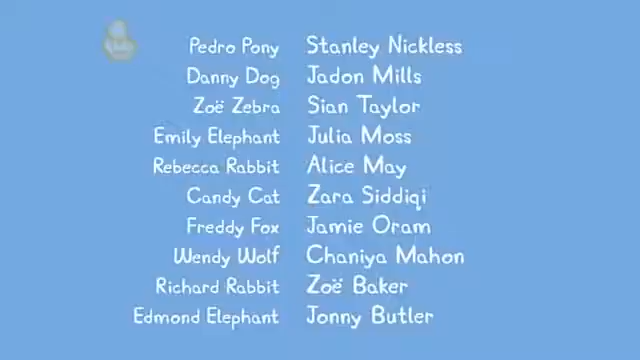 Pedro Pony Stanley Nickless
Danny Dog Jadon Mills
Zoë Zebra Sian Taylor
Emily Elephant Julia Moss
Rebecca Rabbit Alice May
Candy Cat Zara Siddiqi
Freddy Fox Jamie Oram
Wendy Wolf Chaniya Mahon
Richard Rabbit Zoë Baker
Edmond Elephant Jonny Butler